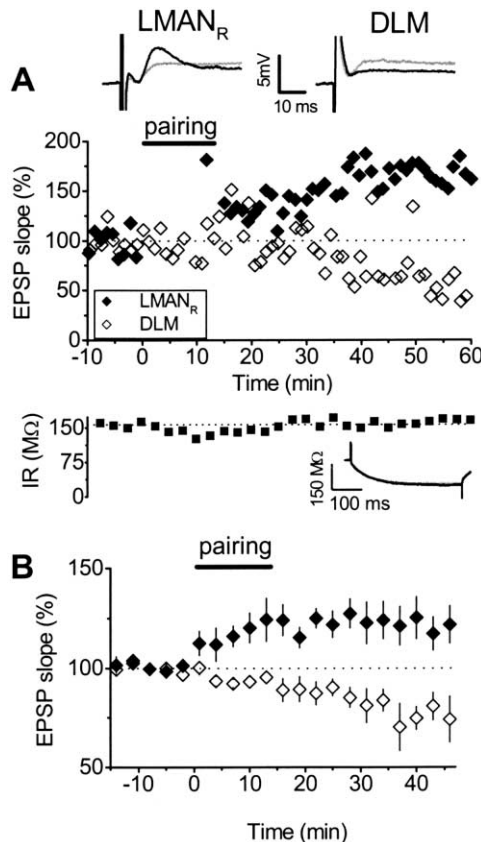 LMANR DLM
5mV
10 ms
A
pairing
200
150
100
50
0
EPSP slope (%)
LMANR
DLM
-10 0 10 20 30 40 50 60
Time (min)
150
75
0
IR (MΩ)
150 MΩ
100 ms
B
pairing
150
100
50
EPSP slope (%)
-10 0 10 20 30 40
Time (min)